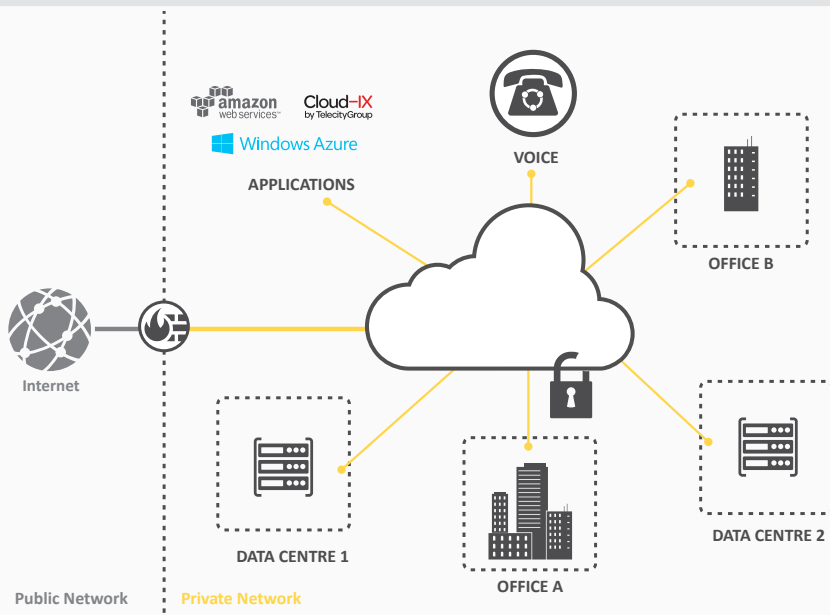 amazon
web services™
Cloud-IX
by TelecityGroup
Windows Azure
APPLICATIONS
VOICE
OFFICE B
Internet
DATA CENTRE 1
OFFICE A
DATA CENTRE 2
Public Network
Private Network